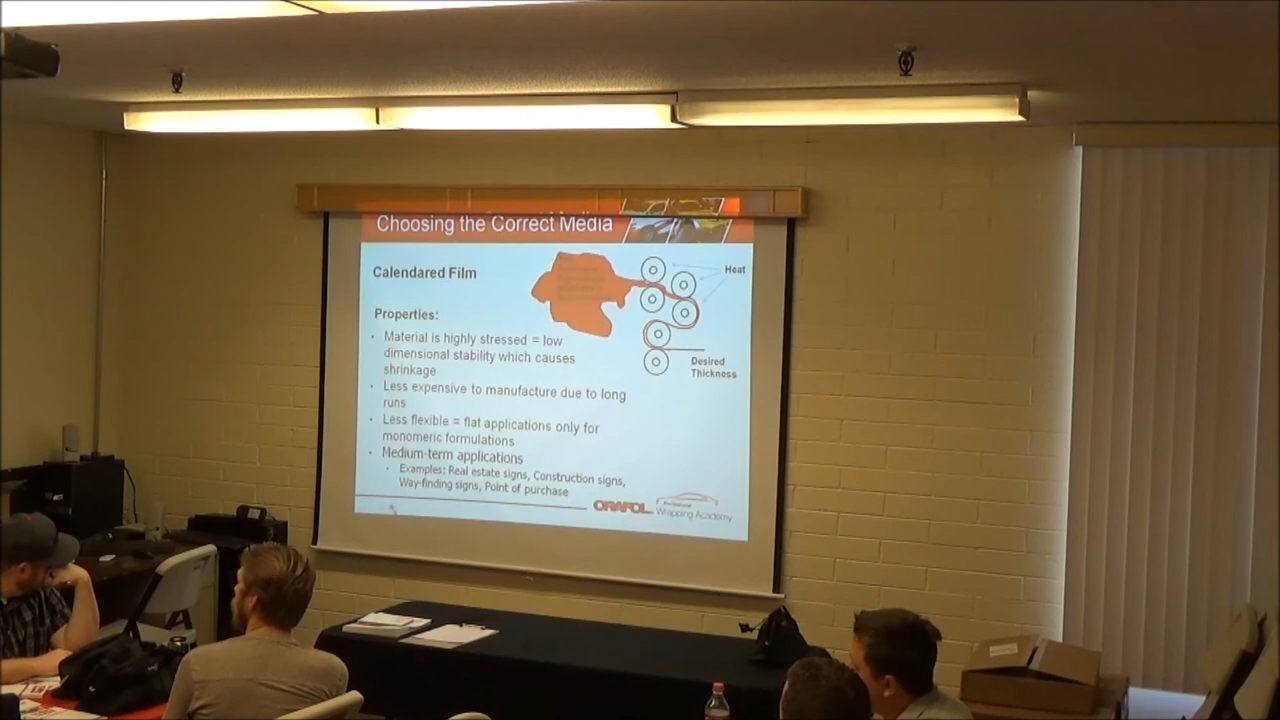 Choosing the Correct Media
Calendared Film
Heat
Properties:
Material is highly stressed = low
dimensional stability which causes
shrinkage
Desired
Thickness
Less expensive to manufacture due to long
runs
Less flexible = flat applications only for
monomeric formulations
Medium-term applications
Examples: Real estate signs, Construction signs,
Way-finding signs, Point of purchase
ORAFOL
Professional
Wrapping Academy